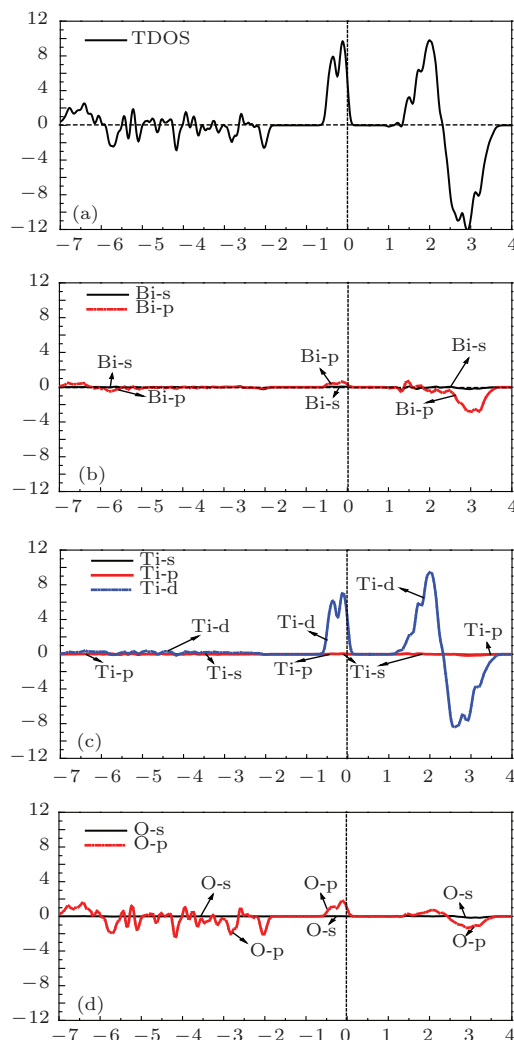 12
TDOS
8
4
0
-4
-8
(a)
-12
-7 -6 -5 -4 -3 -2 -1 0 1 2 3 4
12
Bi-s
Bi-p
8
4
Bi-s Bi-p Bi-s
0
Bi-p Bi-s Bi-p
-4
-8
(b)
-12
-7 -6 -5 -4 -3 -2 -1 0 1 2 3 4
12
Ti-s
Ti-p
Ti-d
8
Ti-d
4
Ti-d Ti-d Ti-p
0
Ti-p Ti-s Ti-p Ti-s
-4
-8
(c)
-12
-7 -6 -5 -4 -3 -2 -1 0 1 2 3 4
12
O-s
O-p
8
4
O-s O-p O-s
0
O-p O-s O-p
-4
-8
(d)
-12
-7 -6 -5 -4 -3 -2 -1 0 1 2 3 4